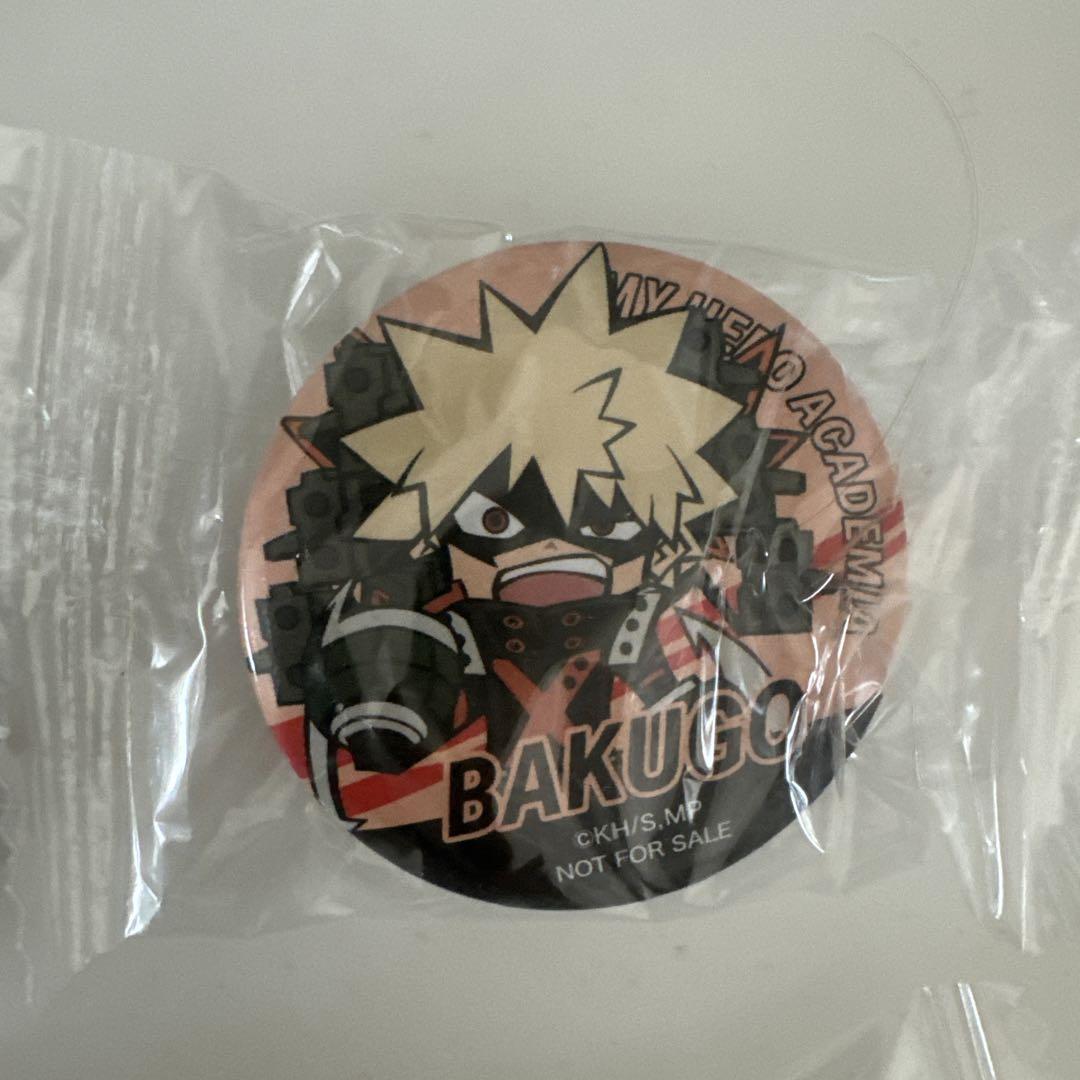 MY HERO ACADEMIA
BAKUGO
©KH/S,MP
NOT FOR SALE